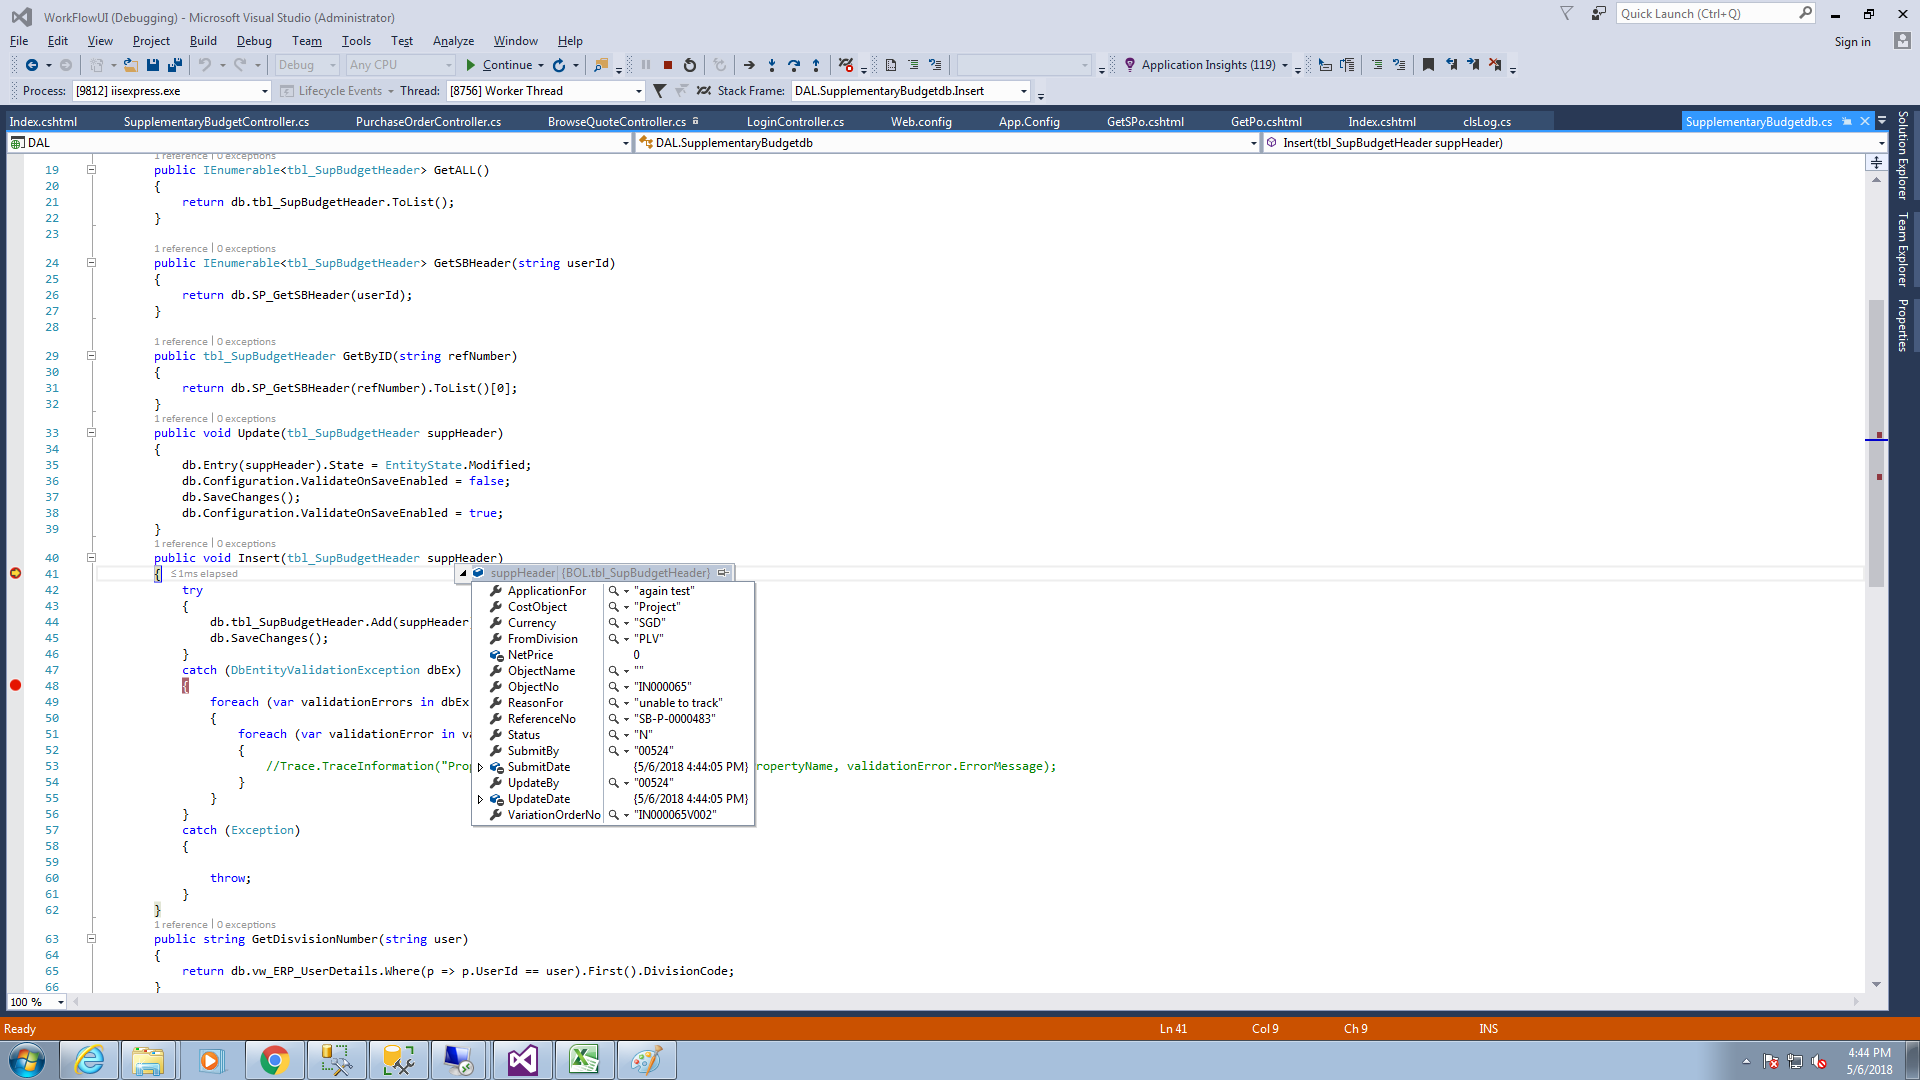 WorkFlowUI (Debugging) - Microsoft Visual Studio (Administrator)
Quick Launch (Ctrl+Q)
File Edit View Project Build Debug Team Tools Test Analyze Window Help
Sign in
Debug Any CPU Continue Application Insights (119)
Process: [9812] iisexpress.exe Lifecycle Events Thread: [8756] Worker Thread Stack Frame: DAL.SupplementaryBudgetdb.Insert
Index.cshtml SupplementaryBudgetController.cs PurchaseOrderController.cs BrowseQuoteController.cs LoginController.cs Web.config App.Config GetSPo.cshtml GetPo.cshtml Index.cshtml clsLog.cs SupplementaryBudgetdb.cs
DAL DAL.SupplementaryBudgetdb Insert(tbl_SupBudgetHeader suppHeader)
Solution Explorer
Team Explorer
Properties
1 reference | 0 exceptions
19 public IEnumerable<tbl_SupBudgetHeader> GetALL()
20 {
21 return db.tbl_SupBudgetHeader.ToList();
22 }
23
1 reference | 0 exceptions
24 public IEnumerable<tbl_SupBudgetHeader> GetSBHeader(string userId)
25 {
26 return db.SP_GetSBHeader(userId);
27 }
28
1 reference | 0 exceptions
29 public tbl_SupBudgetHeader GetByID(string refNumber)
30 {
31 return db.SP_GetSBHeader(refNumber).ToList()[0];
32 }
1 reference | 0 exceptions
33 public void Update(tbl_SupBudgetHeader suppHeader)
34 {
35 db.Entry(suppHeader).State = EntityState.Modified;
36 db.Configuration.ValidateOnSaveEnabled = false;
37 db.SaveChanges();
38 db.Configuration.ValidateOnSaveEnabled = true;
39 }
1 reference | 0 exceptions
40 public void Insert(tbl_SupBudgetHeader suppHeader)
41 { ≤1ms elapsed
42 try
43 {
44 db.tbl_SupBudgetHeader.Add(suppHeader
45 db.SaveChanges();
46 }
47 catch (DbEntityValidationException dbEx)
48 {
49 foreach (var validationErrors in dbEx
50 {
51 foreach (var validationError in va
52 {
53 //Trace.TraceInformation("Prop ropertyName, validationError.ErrorMessage);
54 }
55 }
56 }
57 catch (Exception)
58 {
59
60 throw;
61 }
62 }
1 reference | 0 exceptions
63 public string GetDisvisionNumber(string user)
64 {
65 return db.vw_ERP_UserDetails.Where(p => p.UserId == user).First().DivisionCode;
66 }
suppHeader {BOL.tbl_SupBudgetHeader}
ApplicationFor "again test"
CostObject "Project"
Currency "SGD"
FromDivision "PLV"
NetPrice 0
ObjectName ""
ObjectNo "IN000065"
ReasonFor "unable to track"
ReferenceNo "SB-P-0000483"
Status "N"
SubmitBy "00524"
SubmitDate {5/6/2018 4:44:05 PM}
UpdateBy "00524"
UpdateDate {5/6/2018 4:44:05 PM}
VariationOrderNo "IN000065V002"
100 %
Ready Ln 41 Col 9 Ch 9 INS
4:44 PM
5/6/2018